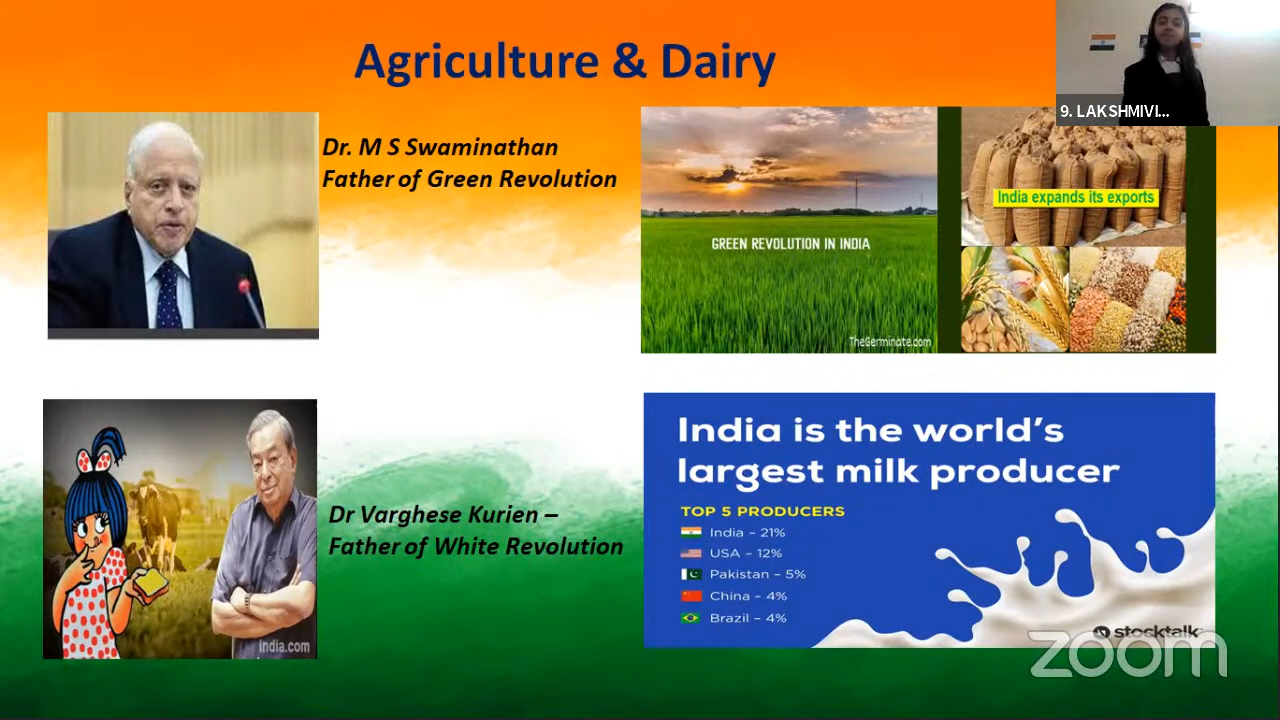 Agriculture & Dairy
9. LAKSHMIVI...
Dr. M S Swaminathan
Father of Green Revolution
GREEN REVOLUTION IN INDIA
TheGerminate.com
India expands its exports
Dr Varghese Kurien –
Father of White Revolution
india.com
India is the world's
largest milk producer
TOP 5 PRODUCERS
India – 21%
USA – 12%
Pakistan – 5%
China – 4%
Brazil – 4%
stocktalk
zoom